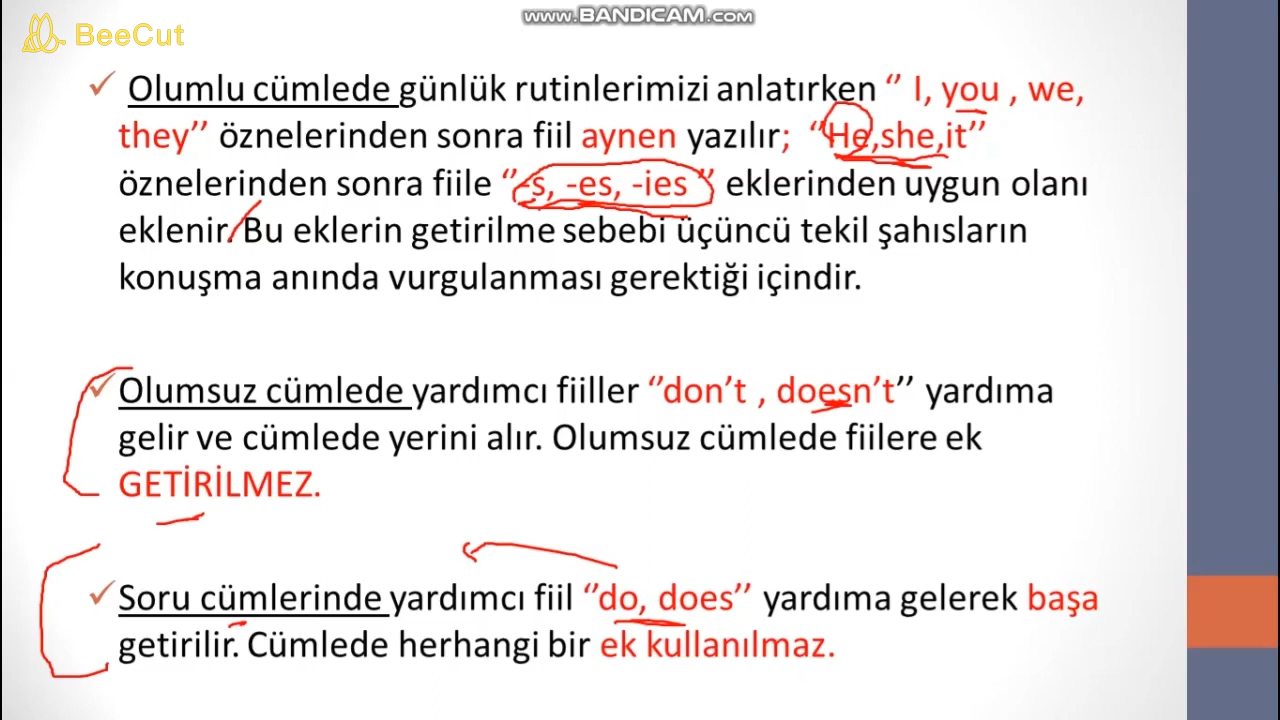 www.BANDICAM.com
BeeCut
Olumlu cümlede günlük rutinlerimizi anlatırken “ I, you , we,
they” öznelerinden sonra fiil aynen yazılır; “He,she,it”
öznelerinden sonra fiile “-s, -es, -ies ” eklerinden uygun olanı
eklenir. Bu eklerin getirilme sebebi üçüncü tekil şahısların
konuşma anında vurgulanması gerektiği içindir.
Olumsuz cümlede yardımcı fiiller “don’t , doesn’t” yardıma
gelir ve cümlede yerini alır. Olumsuz cümlede fiilere ek
GETİRİLMEZ.
Soru cümlerinde yardımcı fiil “do, does” yardıma gelerek başa
getirilir. Cümlede herhangi bir ek kullanılmaz.